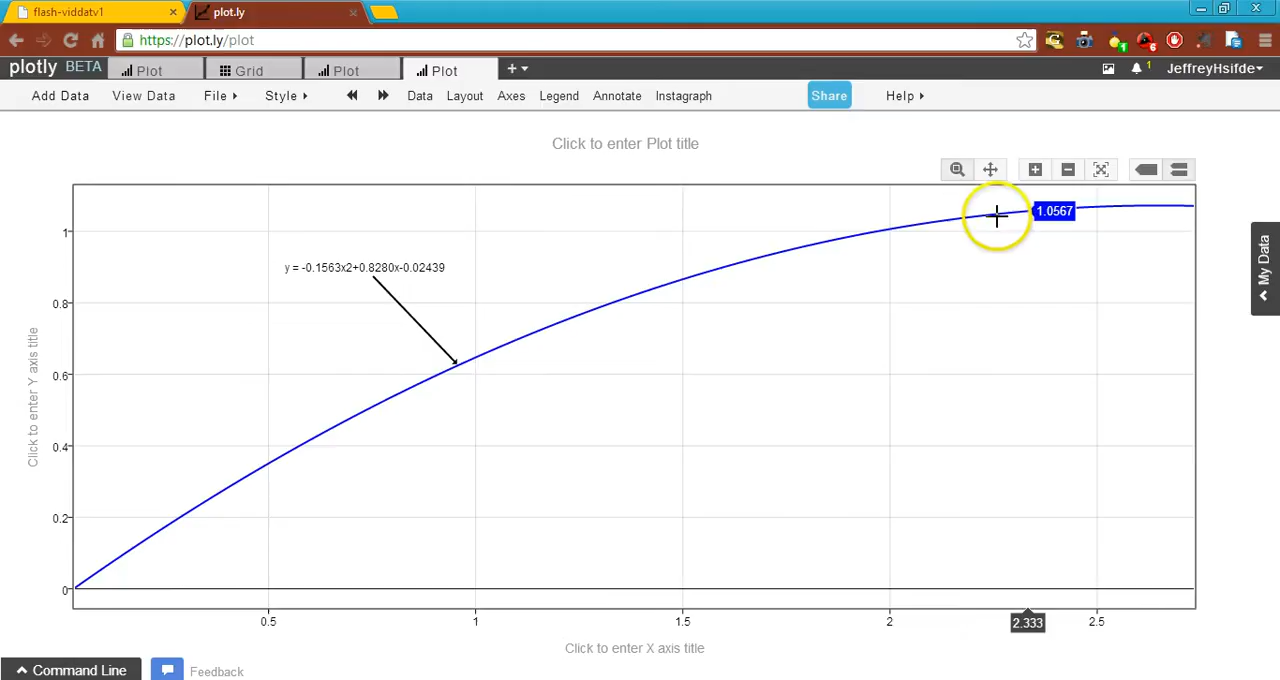 flash-viddatv1
plot.ly
https://plot.ly/plot
1
6
plotly BETA
Plot
Grid
Plot
Plot
+
1
JeffreyHsifde
Add Data
View Data
File
Style
Data
Layout
Axes
Legend
Annotate
Instagraph
Share
Help
Click to enter Plot title
1.0567
y = -0.1563x2+0.8280x-0.02439
My Data
Click to enter Y axis title
1
0.8
0.6
0.4
0.2
0
0.5
1
1.5
2
2.333
2.5
Click to enter X axis title
Command Line
Feedback